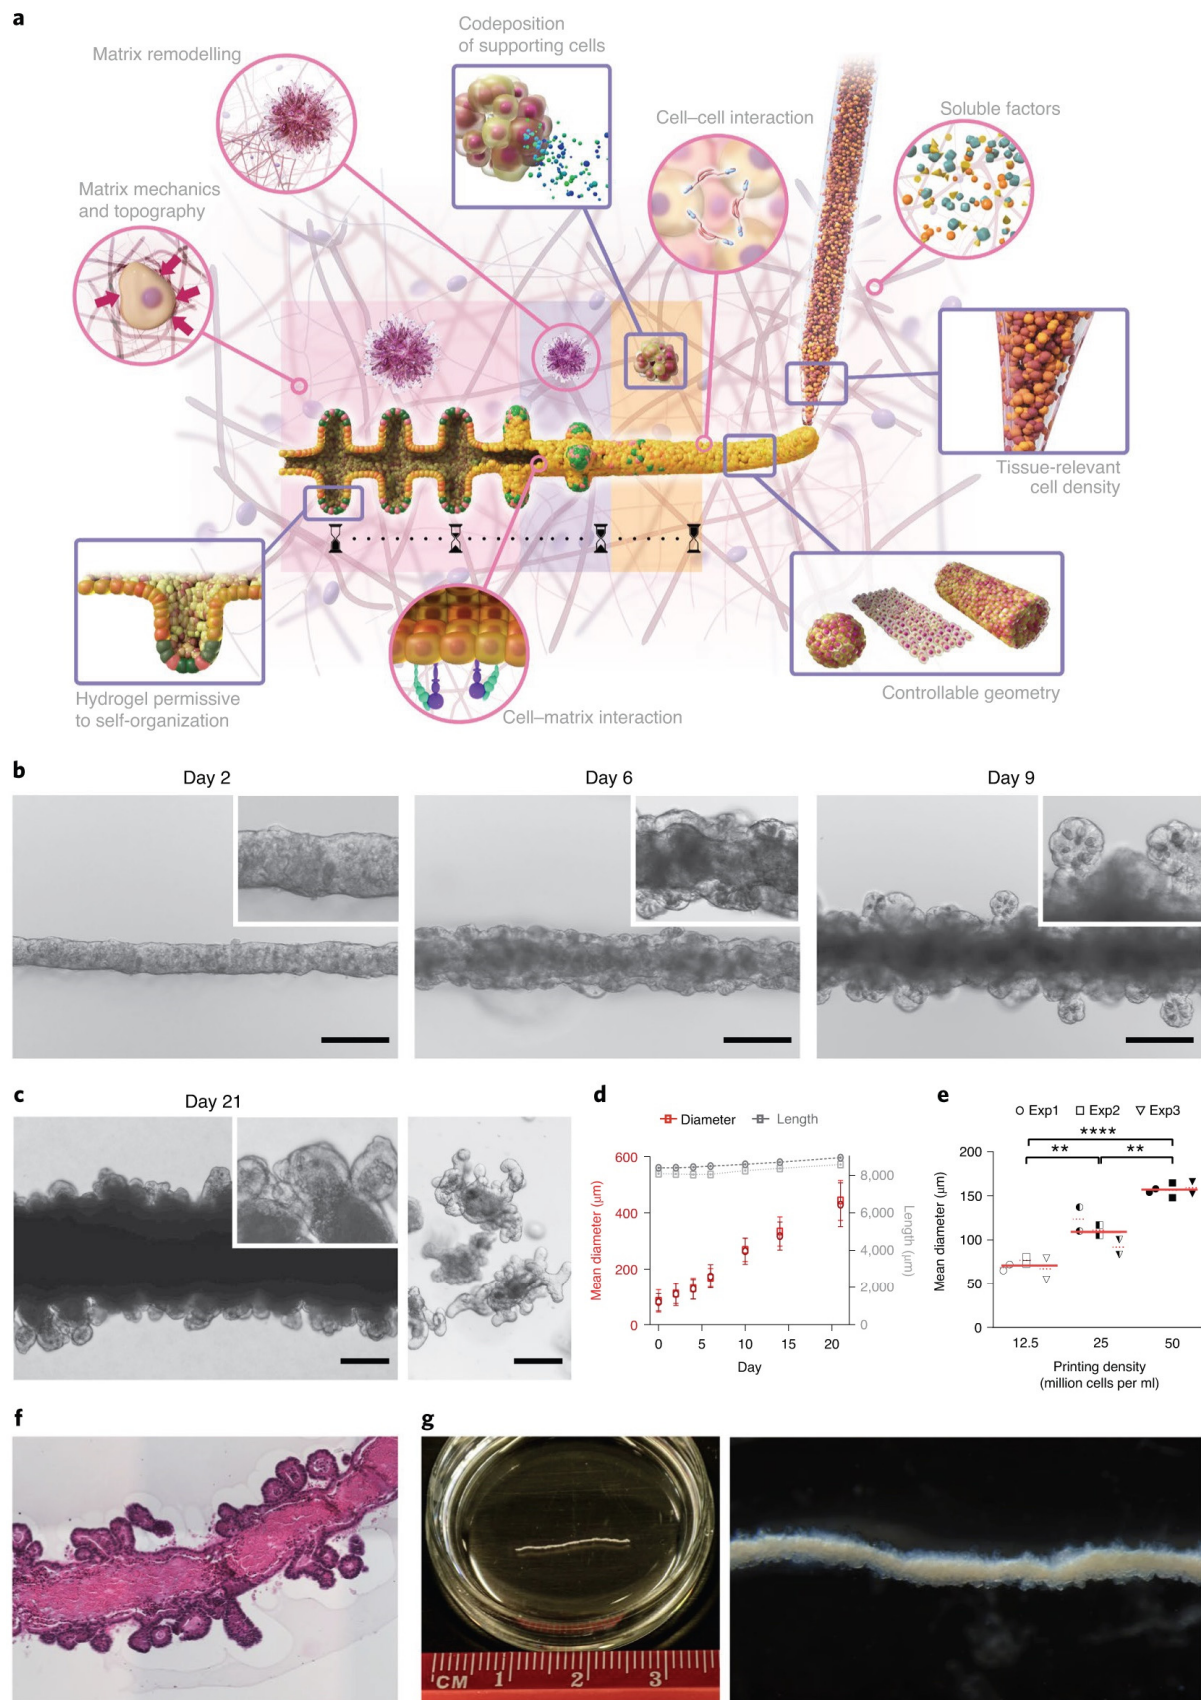 a
Codeposition
of supporting cells
Matrix remodelling
Cell–cell interaction
Soluble factors
Matrix mechanics
and topography
Tissue-relevant
cell density
Hydrogel permissive
to self-organization
Cell–matrix interaction
Controllable geometry
b
Day 2
Day 6
Day 9
c
Day 21
d
Diameter
Length
Mean diameter (μm)
600
400
200
0
8,000
6,000
4,000
2,000
0
Length (μm)
0
5
10
15
20
Day
e
Exp1
Exp2
Exp3
****
**
**
Mean diameter (μm)
200
150
100
50
0
12.5
25
50
Printing density
(million cells per ml)
f
g
CM 1 2 3